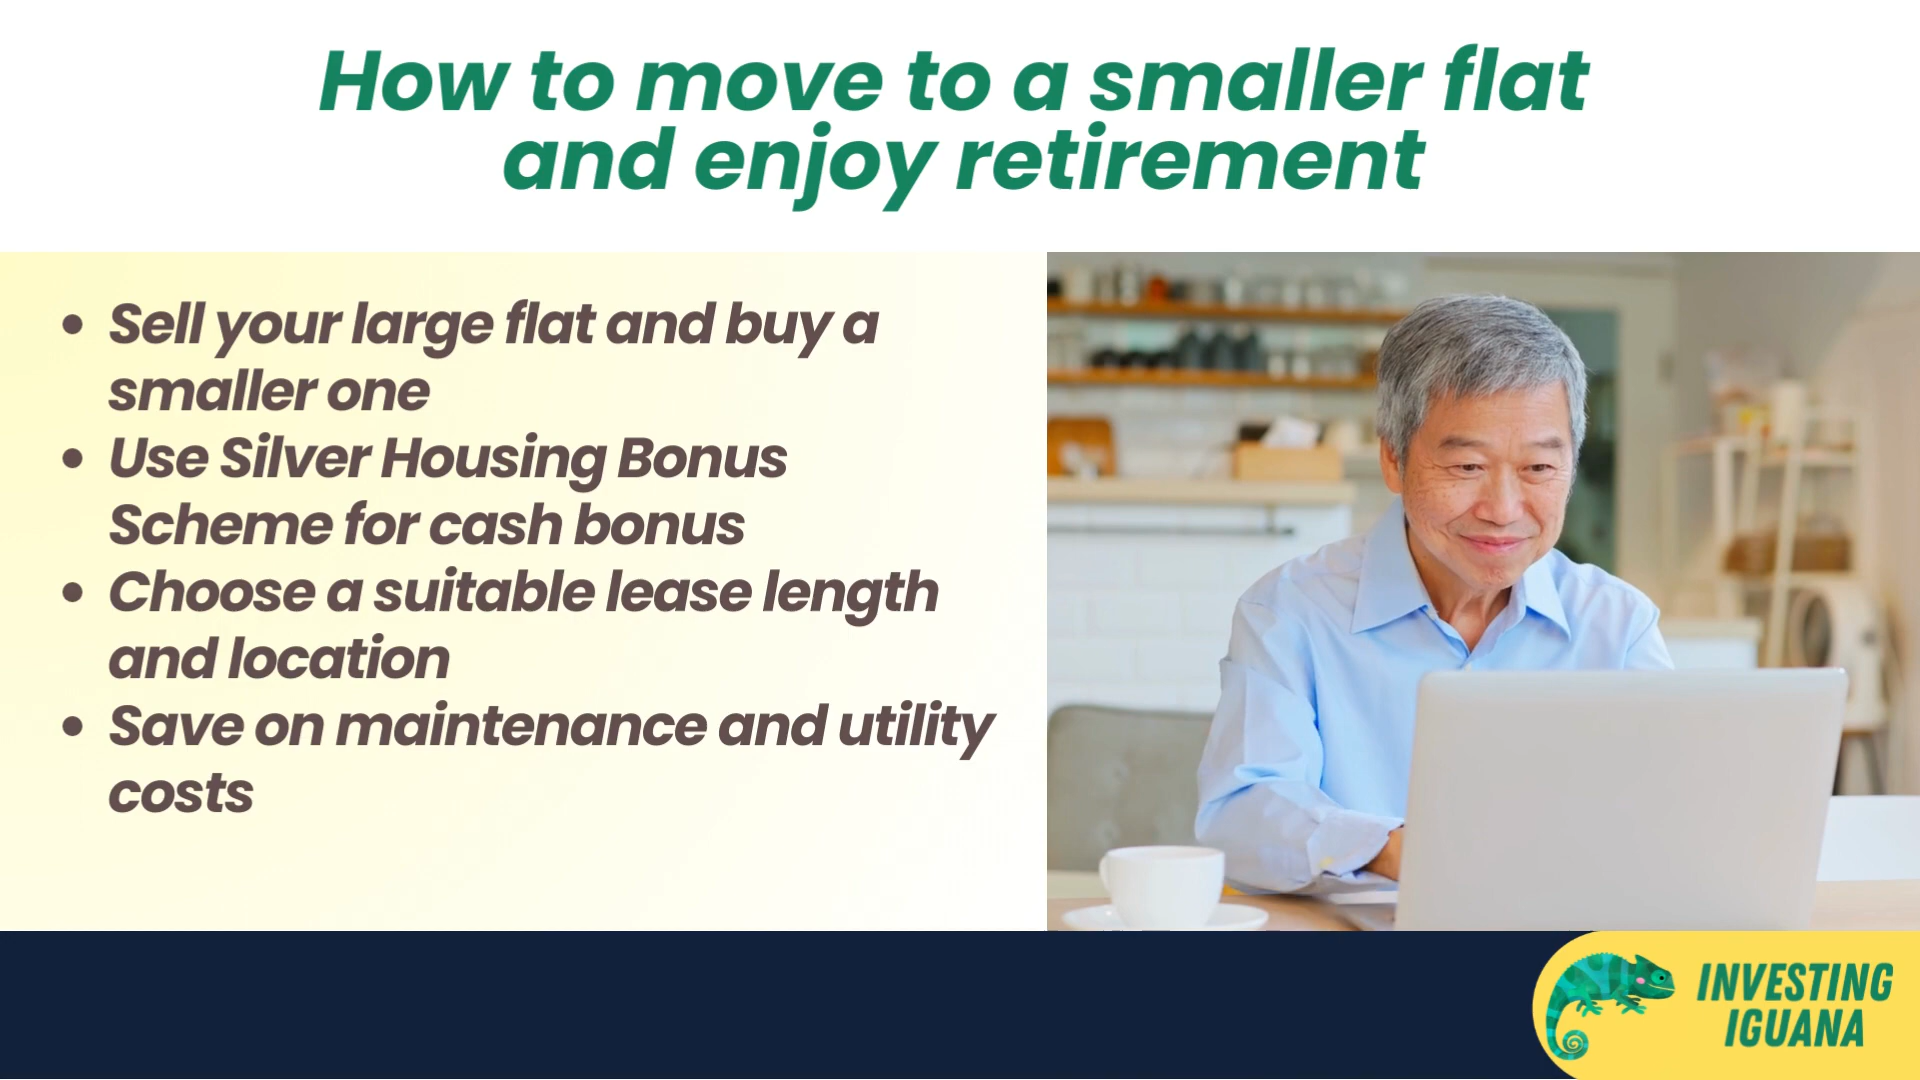 How to move to a smaller flat
and enjoy retirement
• Sell your large flat and buy a
smaller one
• Use Silver Housing Bonus
Scheme for cash bonus
• Choose a suitable lease length
and location
• Save on maintenance and utility
costs
INVESTING
IGUANA